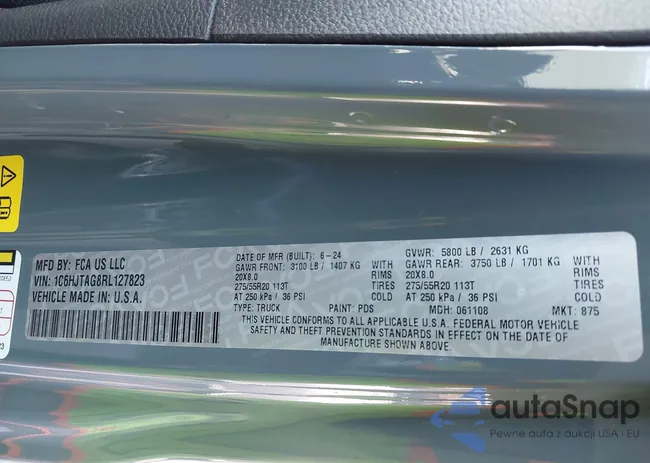 MFD BY: FCA US LLC
VIN: 1C6HJTAG8RL127823
VEHICLE MADE IN U.S.A.
DATE OF MFR (BUILT): 6-24
GAWR FRONT: 3100 LB / 1407 KG WITH
20X8.0 RIMS
275/55R20 113T TIRES
AT 250 kPa / 36 PSI COLD
GVWR: 5800 LB / 2631 KG
GAWR REAR: 3750 LB / 1701 KG WITH
20X8.0 RIMS
275/55R20 113T TIRES
AT 250 kPa / 36 PSI COLD
TYPE: TRUCK PAINT: PDS MDH: 061108 MKT: 875
THIS VEHICLE CONFORMS TO ALL APPLICABLE U.S.A. FEDERAL MOTOR VEHICLE
SAFETY AND THEFT PREVENTION STANDARDS IN EFFECT ON THE DATE OF
MANUFACTURE SHOWN ABOVE.
autaSnap
Pewne auta z aukcji USA i EU